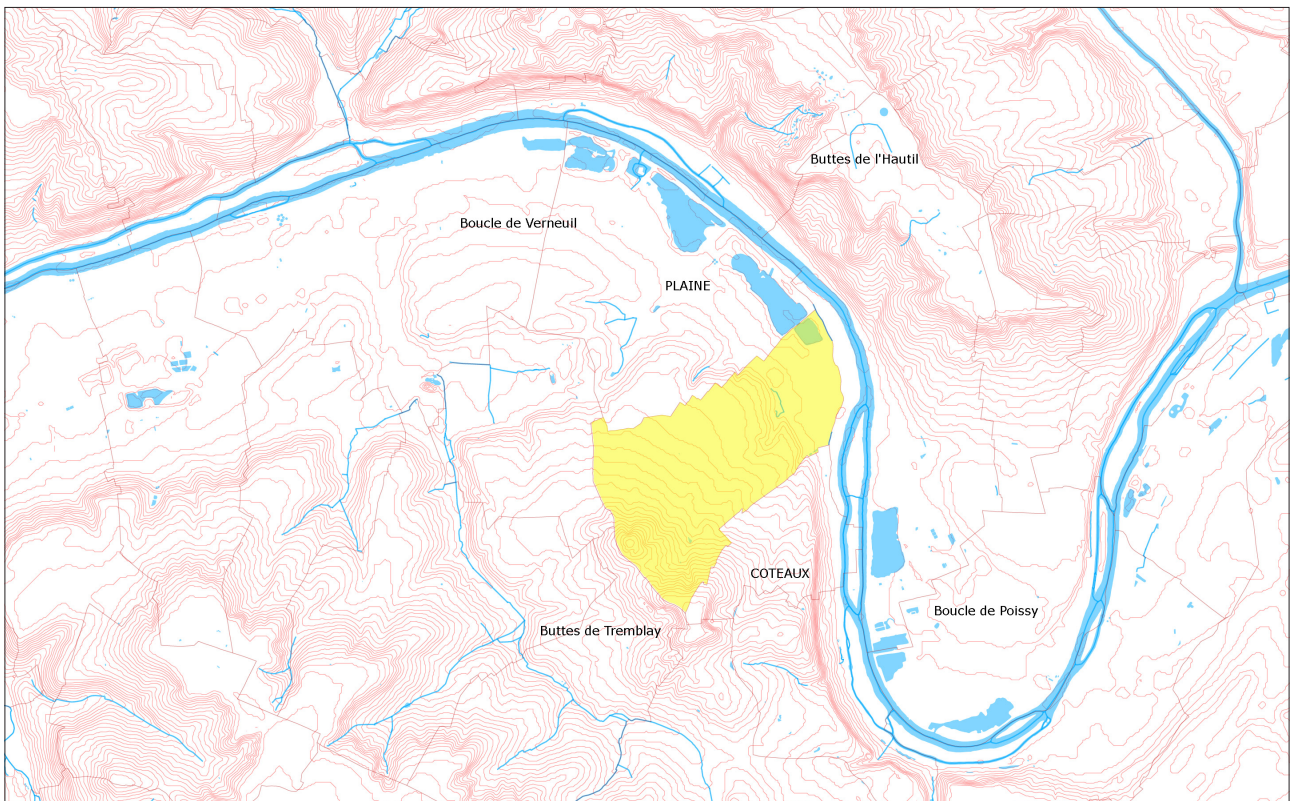 Buttes de l'Hautil
Boucle de Verneuil
PLAINE
COTEAUX
Boucle de Poissy
Buttes de Tremblay